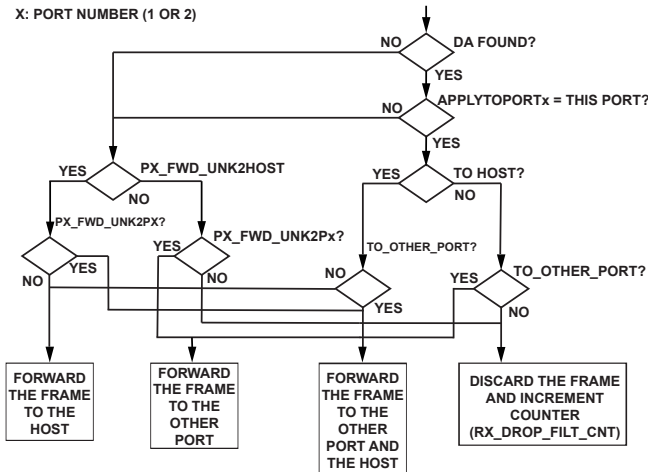 X: PORT NUMBER (1 OR 2)
NO
DA FOUND?
YES
NO
APPLYTOPORTx = THIS PORT?
YES
YES
PX_FWD_UNK2HOST
NO
YES
TO HOST?
NO
PX_FWD_UNK2PX?
YES
NO
YES
PX_FWD_UNK2Px?
NO
TO_OTHER_PORT?
NO
YES
YES
TO_OTHER_PORT?
NO
FORWARD
THE FRAME
TO THE
HOST
FORWARD
THE FRAME
TO THE
OTHER
PORT
FORWARD
THE FRAME
TO THE
OTHER
PORT AND
THE HOST
DISCARD THE FRAME
AND INCREMENT
COUNTER
(RX_DROP_FILT_CNT)